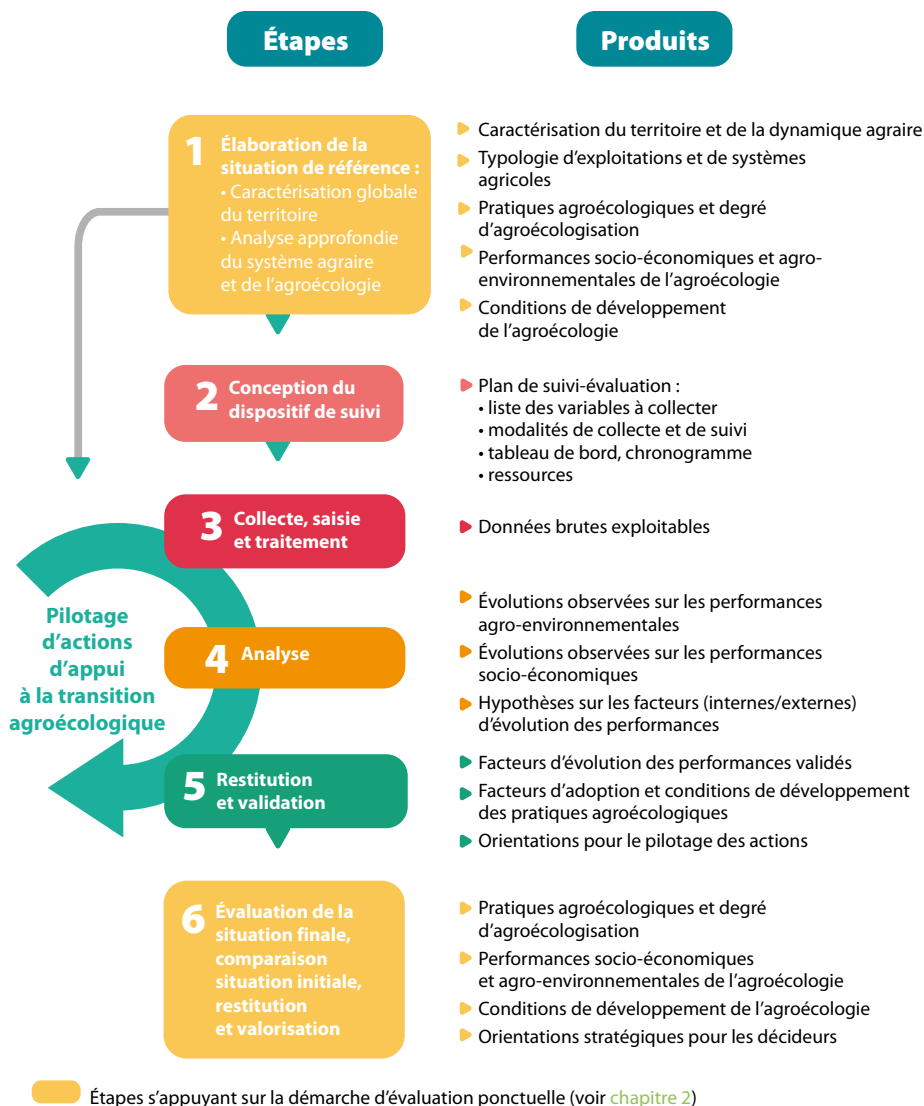 Étapes
Produits
1 Élaboration de la
situation de référence :
• Caractérisation globale
du territoire
• Analyse approfondie
du système agraire
et de l'agroécologie
Caractérisation du territoire et de la dynamique agraire
Typologie d'exploitations et de systèmes
agricoles
Pratiques agroécologiques et degré
d'agroécologisation
Performances socio-économiques et agro-
environnementales de l'agroécologie
Conditions de développement
de l'agroécologie
2 Conception du
dispositif de suivi
Plan de suivi-évaluation :
• liste des variables à collecter
• modalités de collecte et de suivi
• tableau de bord, chronogramme
• ressources
3 Collecte, saisie
et traitement
Données brutes exploitables
Pilotage
d'actions
d'appui
à la transition
agroécologique
4 Analyse
Évolutions observées sur les performances
agro-environnementales
Évolutions observées sur les performances
socio-économiques
Hypothèses sur les facteurs (internes/externes)
d'évolution des performances
5 Restitution
et validation
Facteurs d'évolution des performances validés
Facteurs d'adoption et conditions de développement
des pratiques agroécologiques
Orientations pour le pilotage des actions
6 Évaluation de la
situation finale,
comparaison
situation initiale,
restitution
et valorisation
Pratiques agroécologiques et degré
d'agroécologisation
Performances socio-économiques
et agro-environnementales de l'agroécologie
Conditions de développement de l'agroécologie
Orientations stratégiques pour les décideurs
Étapes s'appuyant sur la démarche d'évaluation ponctuelle (voir chapitre 2)